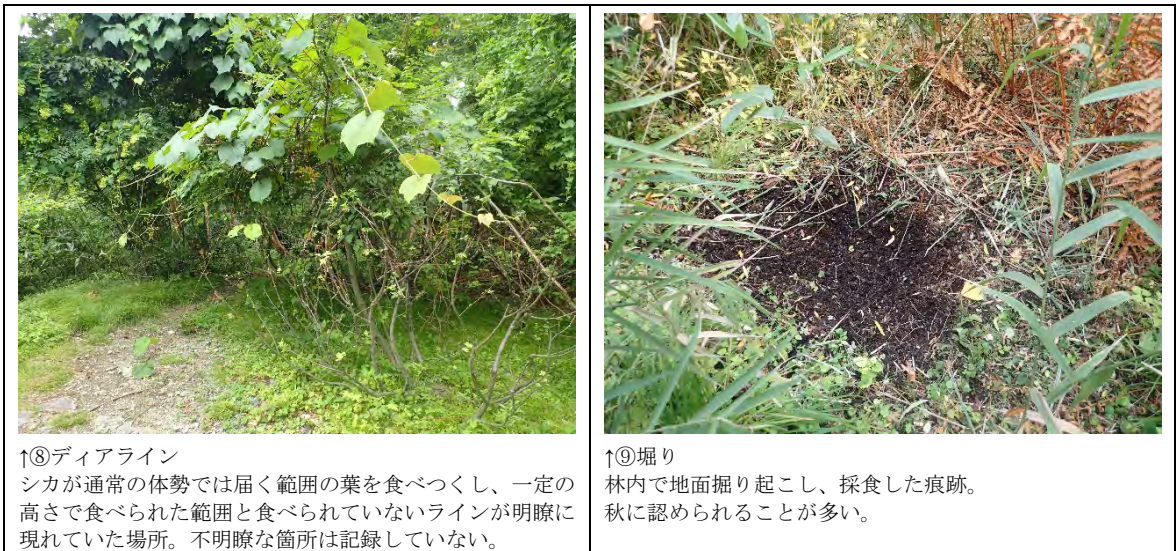 ↑⑧ディアライン
シカが通常の体勢では届く範囲の葉を食べつくし、一定の
高さで食べられた範囲と食べられていないラインが明瞭に
現れていた場所。不明瞭な箇所は記録していない。
↑⑨堀り
林内で地面掘り起こし、採食した痕跡。
秋に認められることが多い。